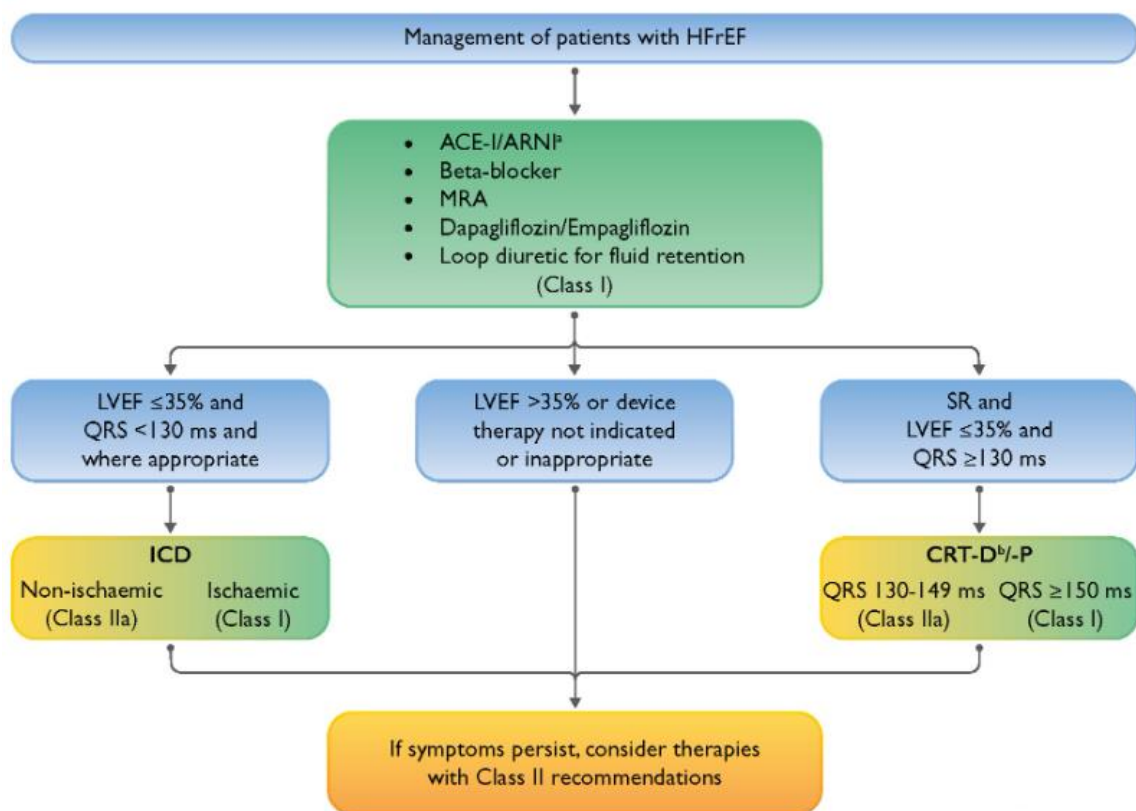 Management of patients with HFrEF
• ACE-I/ARNIᵃ
• Beta-blocker
• MRA
• Dapagliflozin/Empagliflozin
• Loop diuretic for fluid retention
(Class I)
LVEF ≤35% and
QRS <130 ms and
where appropriate
LVEF >35% or device
therapy not indicated
or inappropriate
SR and
LVEF ≤35% and
QRS ≥130 ms
ICD
Non-ischaemic
(Class IIa)
Ischaemic
(Class I)
CRT-Dᵇ/-P
QRS 130-149 ms
(Class IIa)
QRS ≥150 ms
(Class I)
If symptoms persist, consider therapies
with Class II recommendations